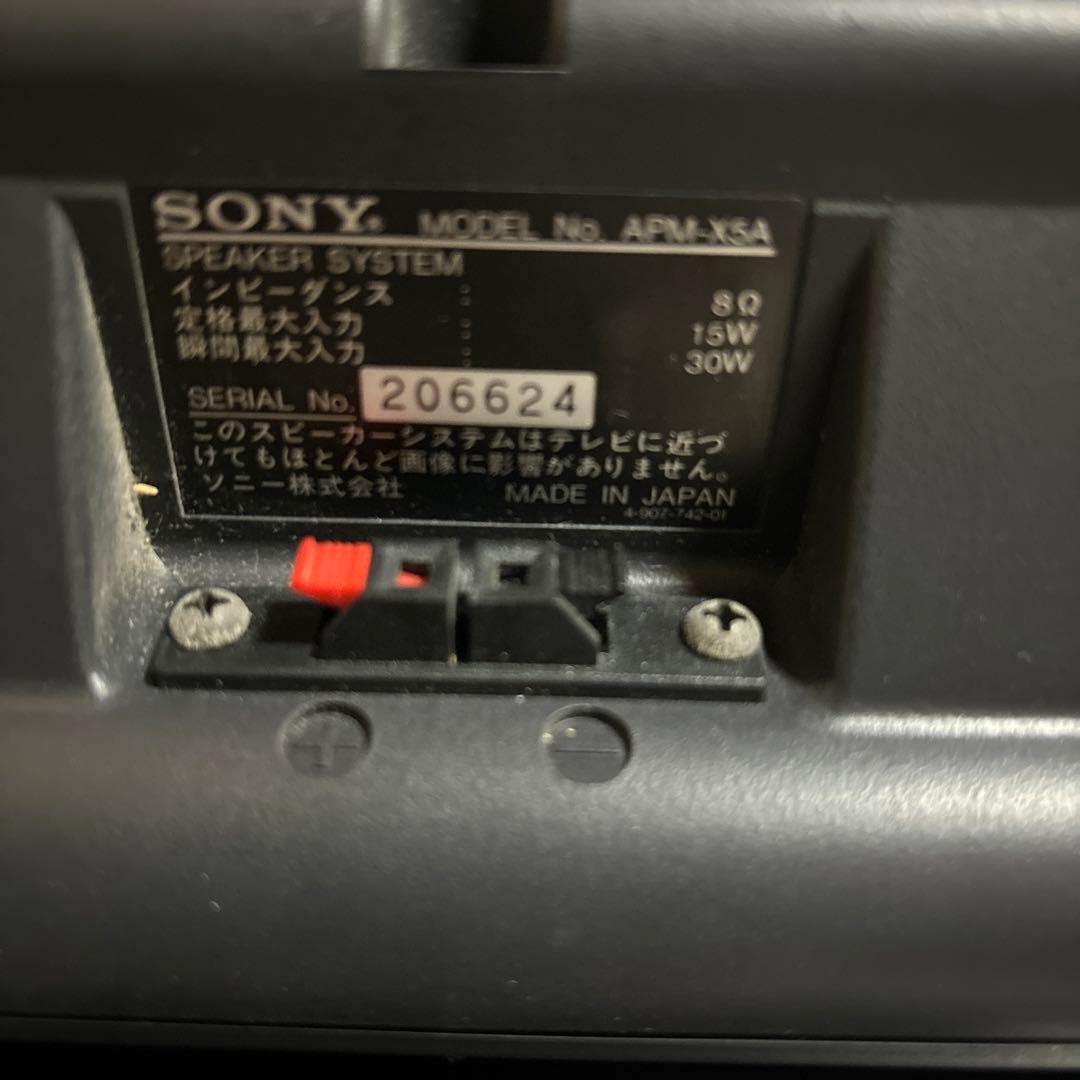 SONY. MODEL No. APM-X5A
SPEAKER SYSTEM
インピーダンス : 8Ω
定格最大入力 : 15W
瞬間最大入力 : 30W
SERIAL No. 206624
このスピーカーシステムはテレビに近づ
けてもほとんど画像に影響がありません。
ソニー株式会社 MADE IN JAPAN
4-907-742-01
+ −